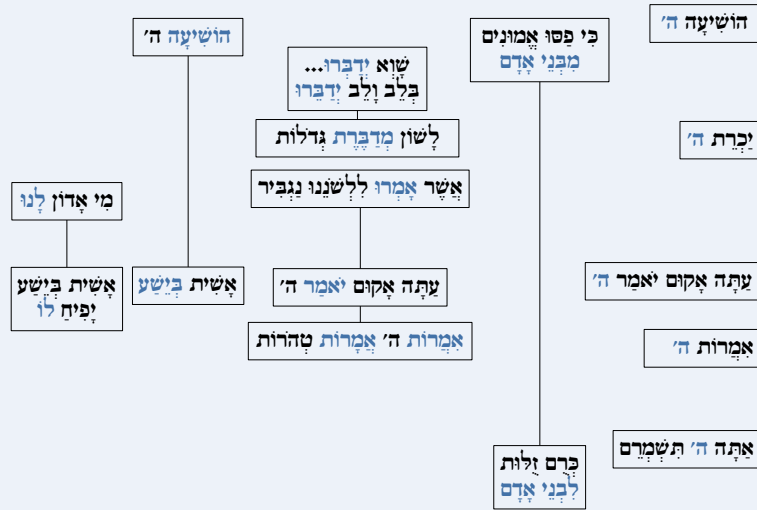 הוֹשִׁיעָה ה׳
כִּי פַסּוּ אֱמוּנִים
מִבְּנֵי אָדָם
הוֹשִׁיעָה ה׳
שָׁוְא יְדַבְּרוּ...
בְּלֵב וָלֵב יְדַבֵּרוּ
לָשׁוֹן מְדַבֶּרֶת גְּדֹלוֹת
יַכְרֵת ה׳
אֲשֶׁר אָמְרוּ לִלְשֹׁנֵנוּ נַגְבִּיר
מִי אָדוֹן לָנוּ
עַתָּה אָקוּם יֹאמַר ה׳
עַתָּה אָקוּם יֹאמַר ה׳
אָשִׁית בְּיֵשַׁע
אָשִׁית בְּיֵשַׁע
יָפִיחַ לוֹ
אִמֲרוֹת ה׳
אִמֲרוֹת ה׳ אֲמָרוֹת טְהֹרוֹת
אַתָּה ה׳ תִּשְׁמְרֵם
כְּרֻם זֻלּוּת
לִבְנֵי אָדָם